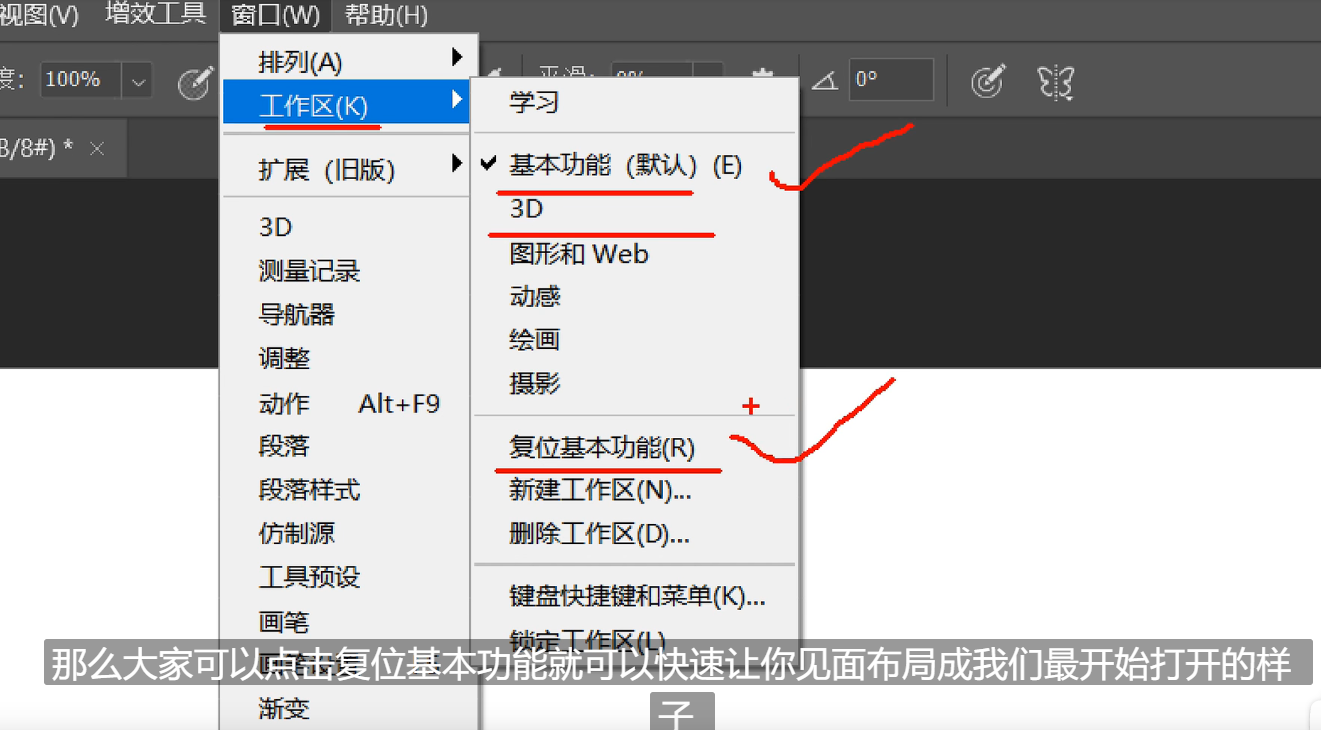 视图(V) 增效工具 窗口(W) 帮助(H)
100%
0°
B/8#) *
排列(A)
工作区(K)
扩展（旧版）
3D
测量记录
导航器
调整
动作 Alt+F9
段落
段落样式
仿制源
工具预设
画笔
渐变
学习
基本功能（默认）(E)
3D
图形和 Web
动感
绘画
摄影
复位基本功能(R)
新建工作区(N)...
删除工作区(D)...
键盘快捷键和菜单(K)...
锁定工作区(L)
那么大家可以点击复位基本功能就可以快速让你见面布局成我们最开始打开的样
子